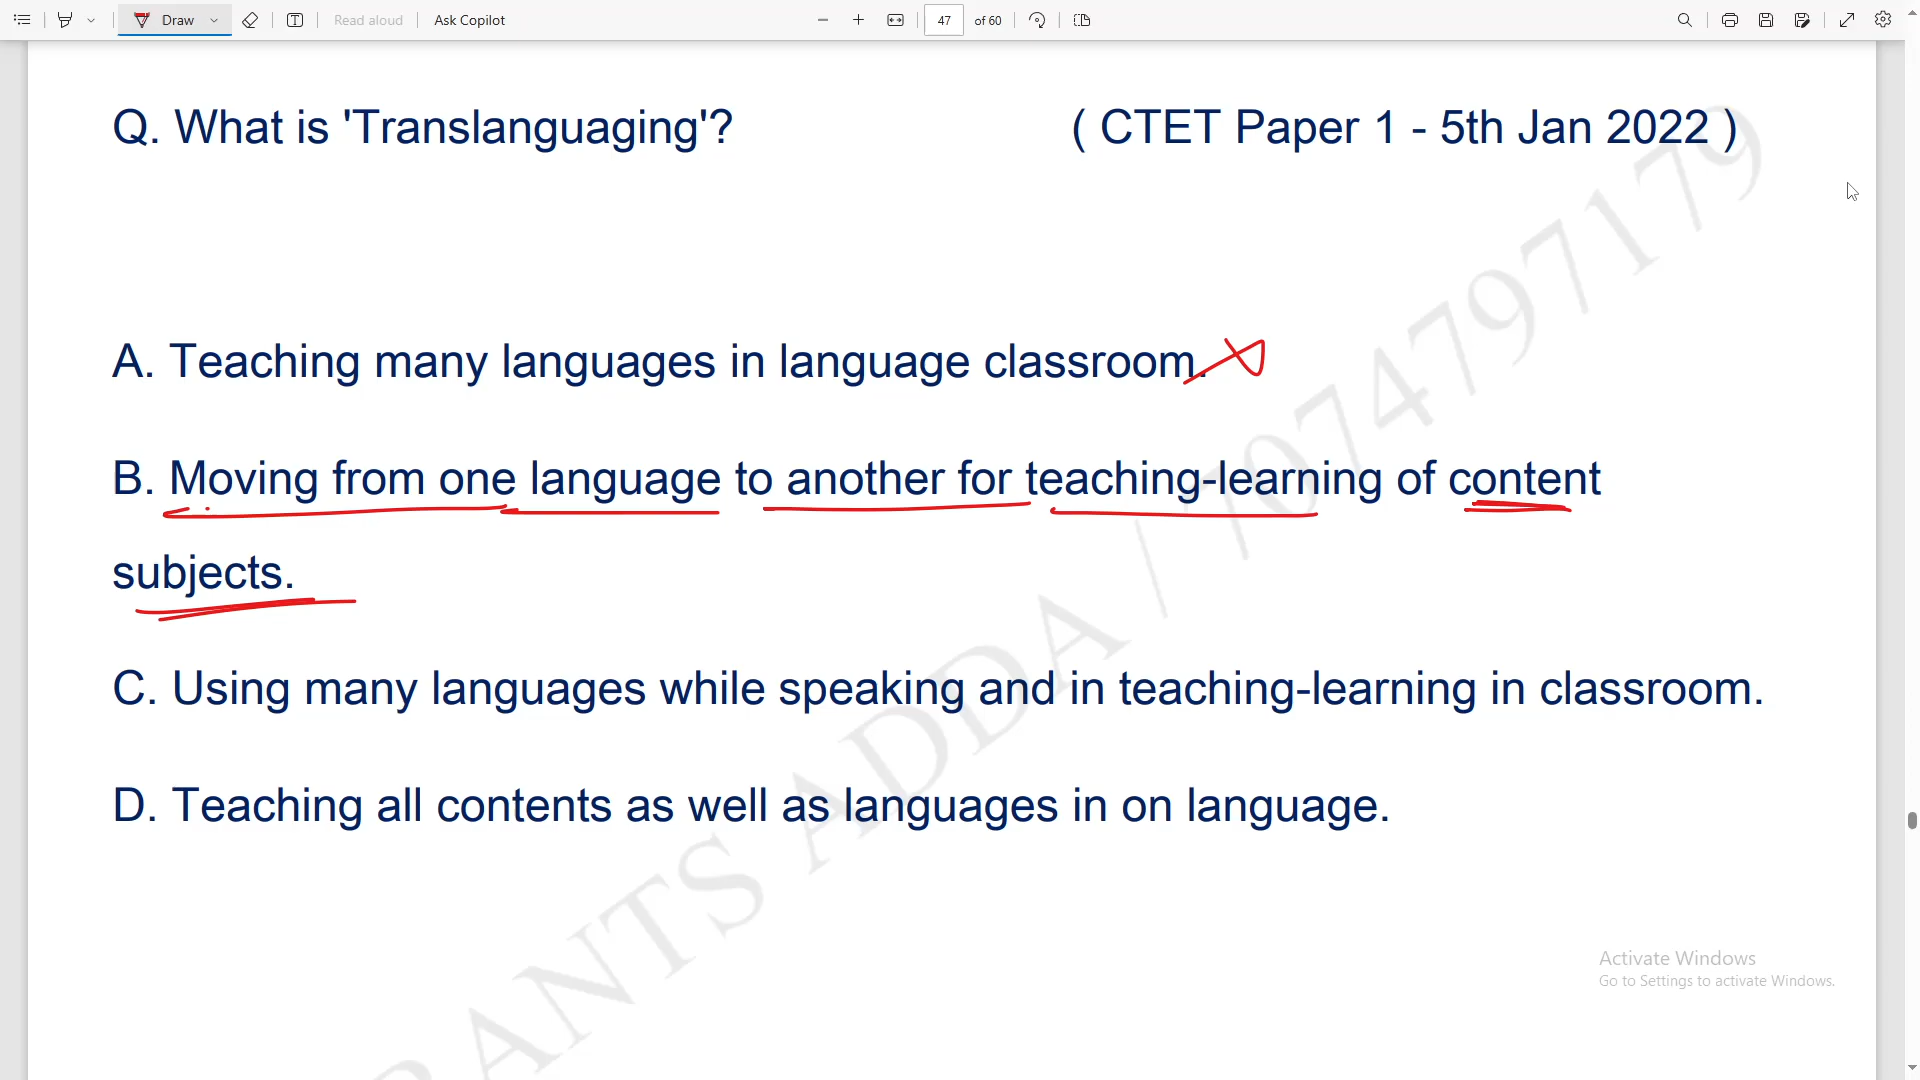 Draw
Read aloud
Ask Copilot
47 of 60
Q. What is 'Translanguaging'? ( CTET Paper 1 - 5th Jan 2022 )
A. Teaching many languages in language classroom.
B. Moving from one language to another for teaching-learning of content
subjects.
C. Using many languages while speaking and in teaching-learning in classroom.
D. Teaching all contents as well as languages in on language.
RANTS ADDA / 7074797179
Activate Windows
Go to Settings to activate Windows.